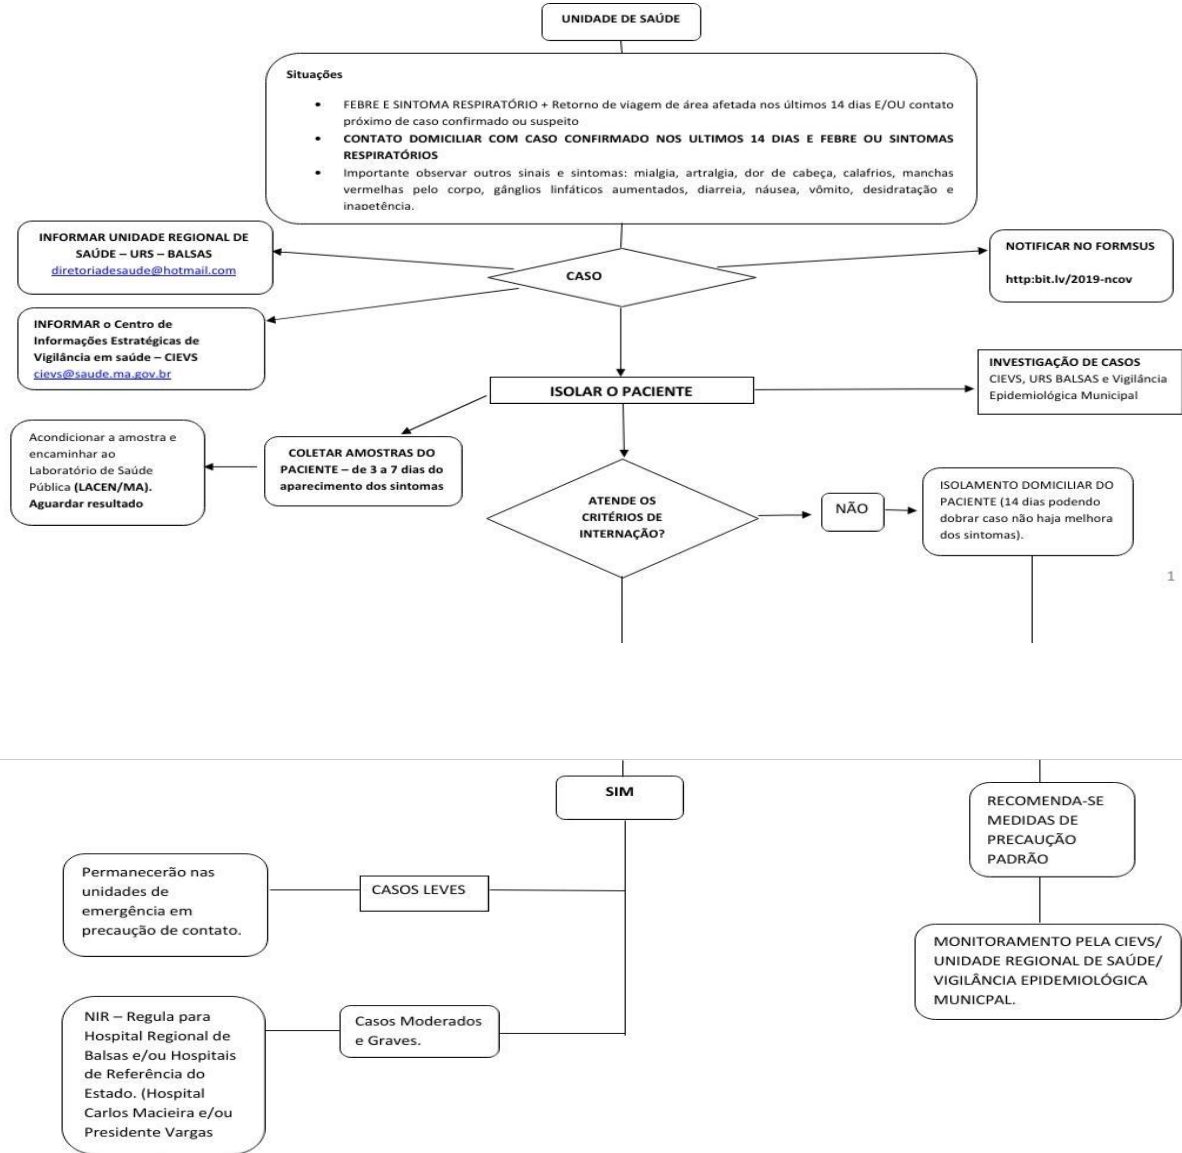 UNIDADE DE SAÚDE
Situações
• FEBRE E SINTOMA RESPIRATÓRIO + Retorno de viagem de área afetada nos últimos 14 dias E/OU contato
próximo de caso confirmado ou suspeito
• CONTATO DOMICILIAR COM CASO CONFIRMADO NOS ULTIMOS 14 DIAS E FEBRE OU SINTOMAS
RESPIRATÓRIOS
• Importante observar outros sinais e sintomas: mialgia, artralgia, dor de cabeça, calafrios, manchas
vermelhas pelo corpo, gânglios linfáticos aumentados, diarreia, náusea, vômito, desidratação e
inapetência.
INFORMAR UNIDADE REGIONAL DE
SAÚDE – URS – BALSAS
diretoriadesaude@hotmail.com
CASO
NOTIFICAR NO FORMSUS
http:bit.lv/2019-ncov
INFORMAR o Centro de
Informações Estratégicas de
Vigilância em saúde – CIEVS
cievs@saude.ma.gov.br
ISOLAR O PACIENTE
INVESTIGAÇÃO DE CASOS
CIEVS, URS BALSAS e Vigilância
Epidemiológica Municipal
Acondicionar a amostra e
encaminhar ao
Laboratório de Saúde
Pública (LACEN/MA).
Aguardar resultado
COLETAR AMOSTRAS DO
PACIENTE – de 3 a 7 dias do
aparecimento dos sintomas
ATENDE OS
CRITÉRIOS DE
INTERNAÇÃO?
NÃO
ISOLAMENTO DOMICILIAR DO
PACIENTE (14 dias podendo
dobrar caso não haja melhora
dos sintomas).
1
SIM
RECOMENDA-SE
MEDIDAS DE
PRECAUÇÃO
PADRÃO
Permanecerão nas
unidades de
emergência em
precaução de contato.
CASOS LEVES
MONITORAMENTO PELA CIEVS/
UNIDADE REGIONAL DE SAÚDE/
VIGILÂNCIA EPIDEMIOLÓGICA
MUNICPAL.
NIR – Regula para
Hospital Regional de
Balsas e/ou Hospitais
de Referência do
Estado. (Hospital
Carlos Macieira e/ou
Presidente Vargas
Casos Moderados
e Graves.